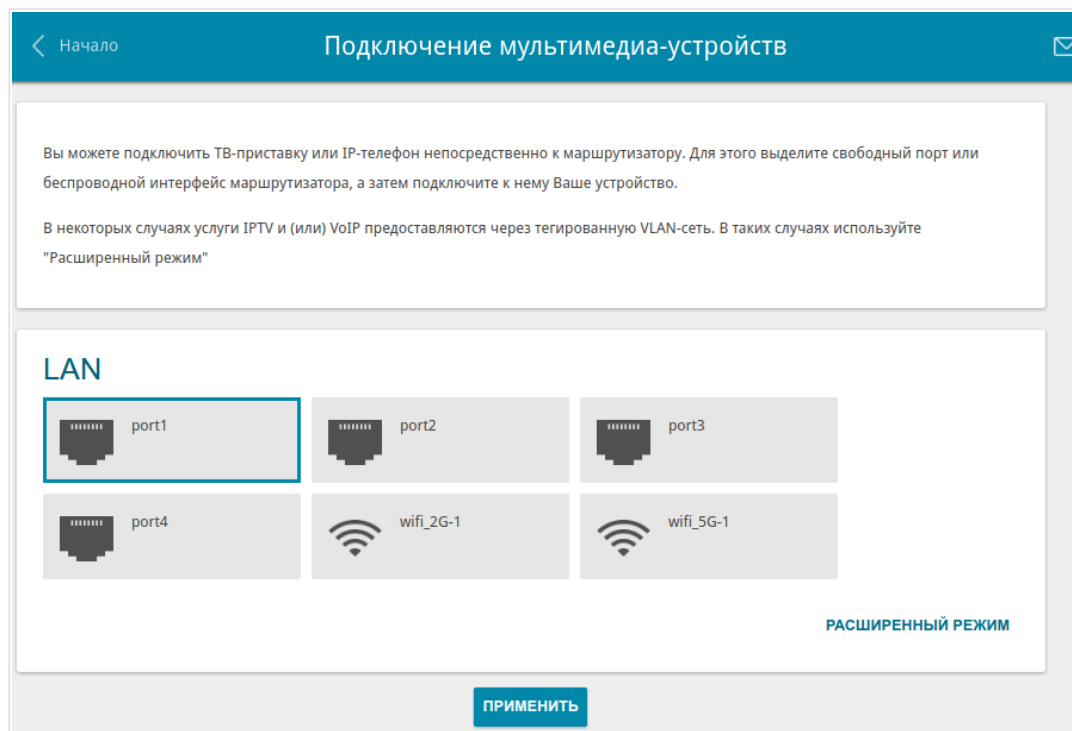 Начало
Подключение мультимедиа-устройств
Вы можете подключить ТВ-приставку или IP-телефон непосредственно к маршрутизатору. Для этого выделите свободный порт или
беспроводной интерфейс маршрутизатора, а затем подключите к нему Ваше устройство.
В некоторых случаях услуги IPTV и (или) VoIP предоставляются через тегированную VLAN-сеть. В таких случаях используйте
"Расширенный режим"
LAN
port1
port2
port3
port4
wifi_2G-1
wifi_5G-1
РАСШИРЕННЫЙ РЕЖИМ
ПРИМЕНИТЬ